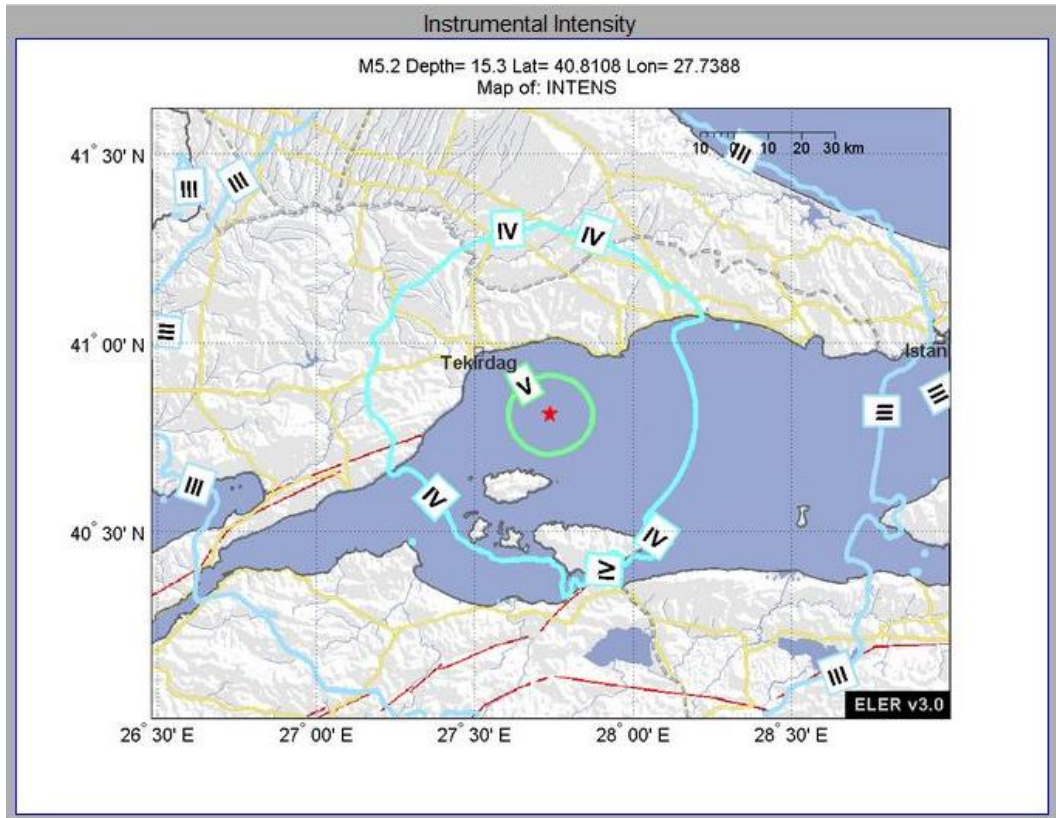 Instrumental Intensity
M5.2 Depth= 15.3 Lat= 40.8108 Lon= 27.7388
Map of: INTENS
10 0 10 20 30 km
III
41° 30' N
III
III
IV
IV
III
41° 00' N
Tekirdag
Istan
V
III
III
III
IV
40° 30' N
IV
IV
III
ELER v3.0
26° 30' E
27° 00' E
27° 30' E
28° 00' E
28° 30' E